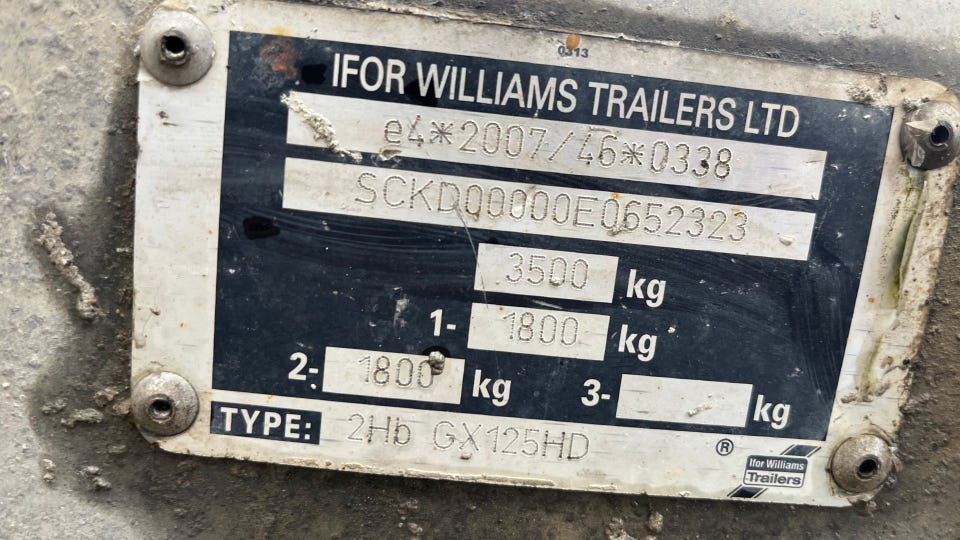 0313
IFOR WILLIAMS TRAILERS LTD
e4*2007/46*0338
SCKD00000E0652323
3500 kg
1- 1800 kg
2- 1800 kg 3- kg
TYPE: 2Hb GX125HD ®
Ifor Williams
Trailers